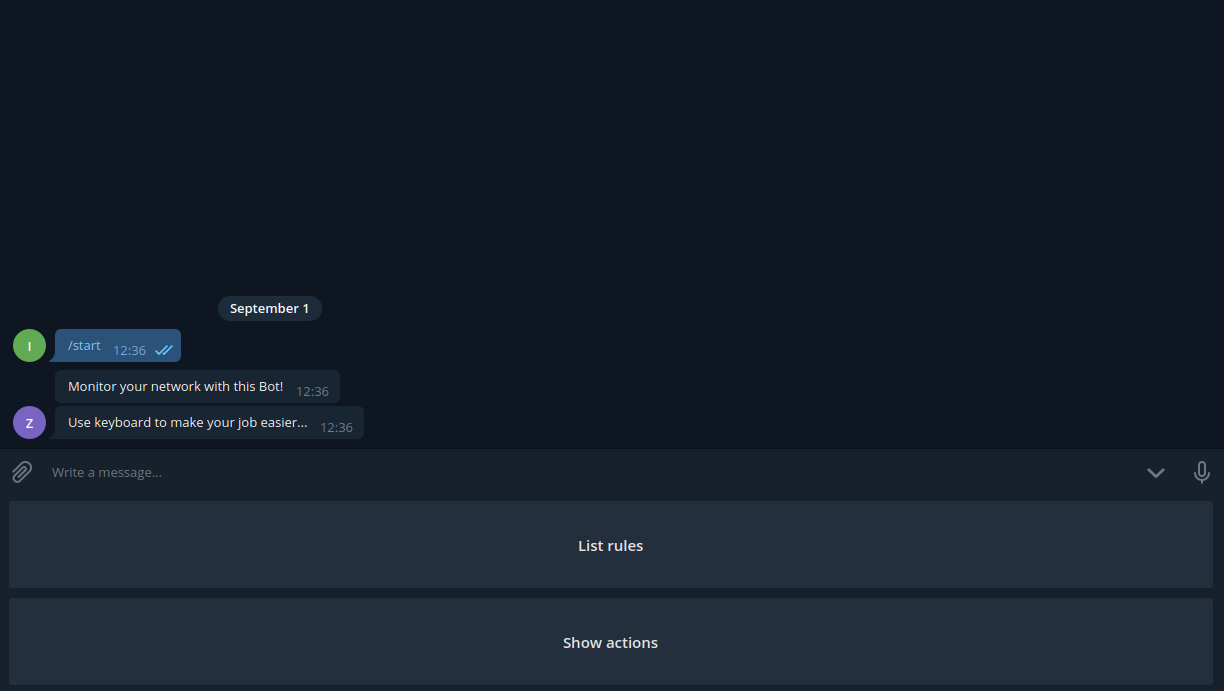 September 1
I
/start 12:36
Monitor your network with this Bot! 12:36
Z
Use keyboard to make your job easier... 12:36
Write a message...
List rules
Show actions